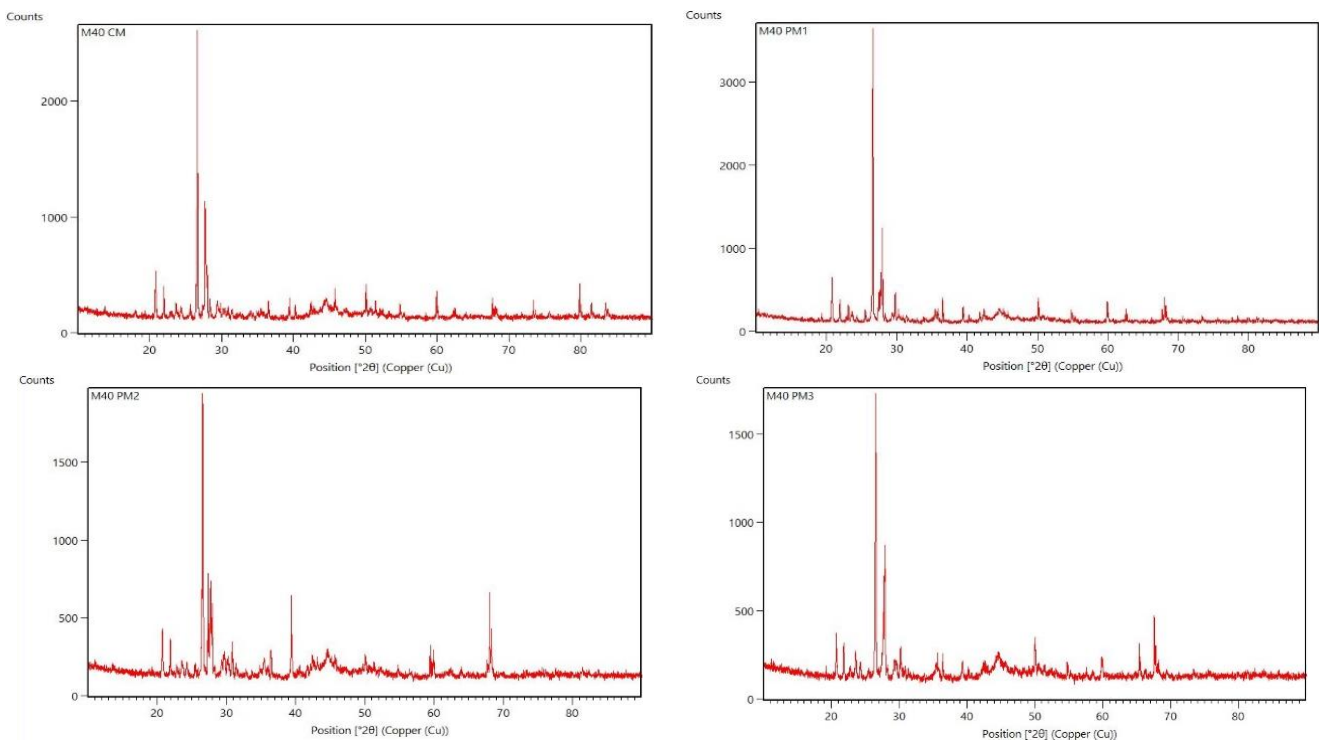 Counts
M40 CM
2000
1000
0
20 30 40 50 60 70 80
Position [°2θ] (Copper (Cu))
Counts
M40 PM1
3000
2000
1000
0
20 30 40 50 60 70 80
Position [°2θ] (Copper (Cu))
Counts
M40 PM2
1500
1000
500
0
20 30 40 50 60 70 80
Position [°2θ] (Copper (Cu))
Counts
M40 PM3
1500
1000
500
0
20 30 40 50 60 70 80
Position [°2θ] (Copper (Cu))